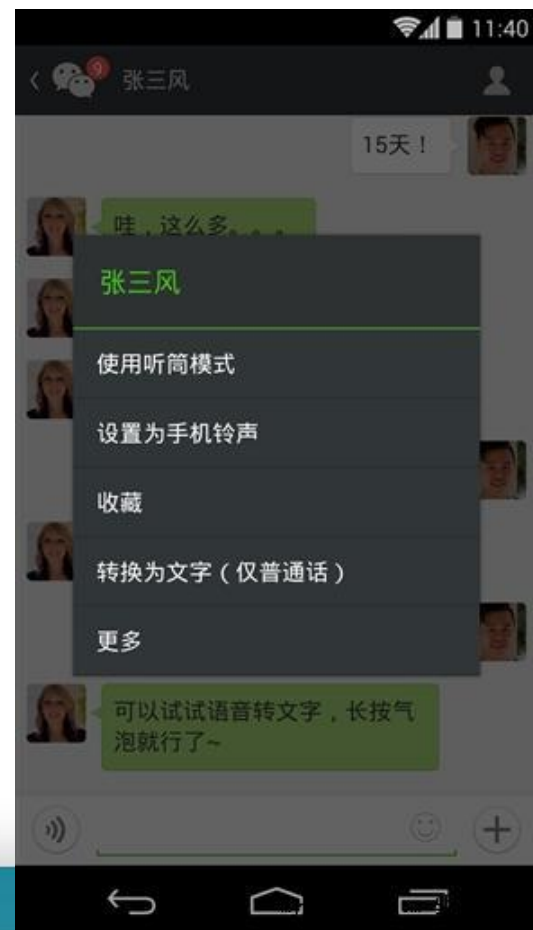 11:40
9
张三风
15天！
哇，这么多。。。
张三风
使用听筒模式
设置为手机铃声
收藏
转换为文字（仅普通话）
更多
可以试试语音转文字，长按气
泡就行了~